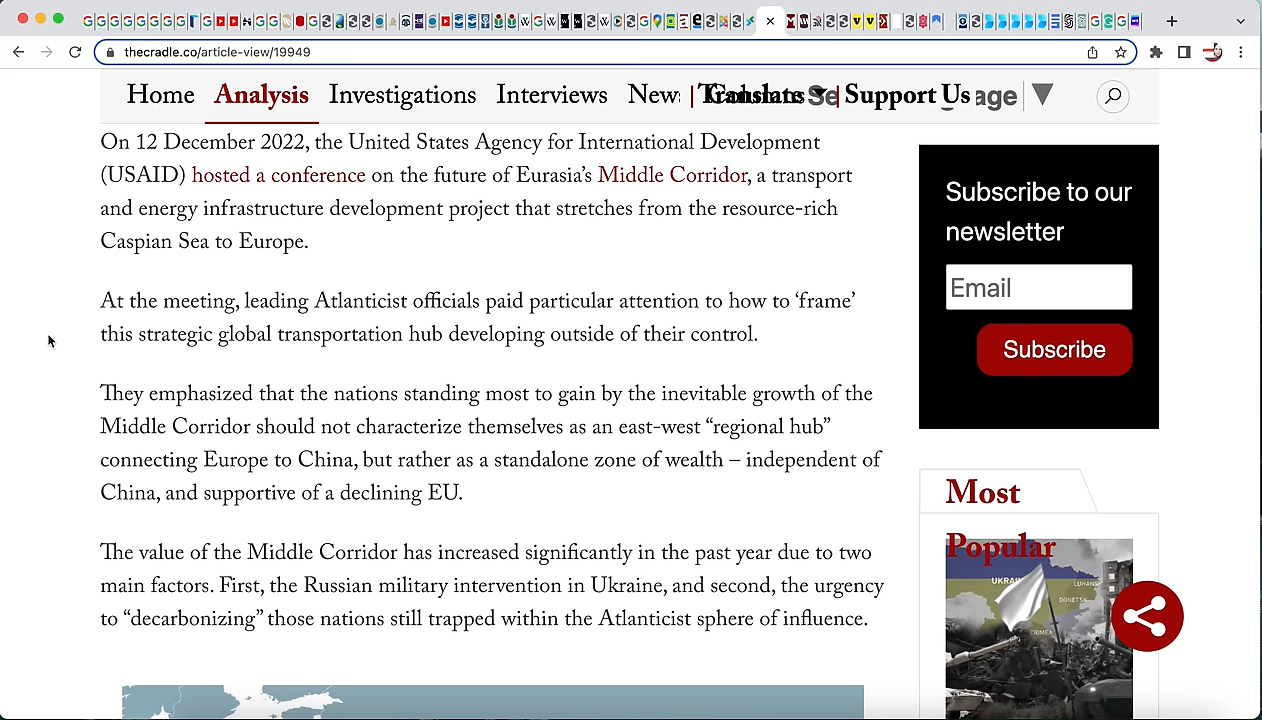 thecradle.co/article-view/19949
Home Analysis Investigations Interviews News | Translate | Support Us
On 12 December 2022, the United States Agency for International Development
(USAID) hosted a conference on the future of Eurasia’s Middle Corridor, a transport
and energy infrastructure development project that stretches from the resource-rich
Caspian Sea to Europe.
At the meeting, leading Atlanticist officials paid particular attention to how to ‘frame’
this strategic global transportation hub developing outside of their control.
They emphasized that the nations standing most to gain by the inevitable growth of the
Middle Corridor should not characterize themselves as an east-west “regional hub”
connecting Europe to China, but rather as a standalone zone of wealth – independent of
China, and supportive of a declining EU.
The value of the Middle Corridor has increased significantly in the past year due to two
main factors. First, the Russian military intervention in Ukraine, and second, the urgency
to “decarbonizing” those nations still trapped within the Atlanticist sphere of influence.
Subscribe to our
newsletter
Email
Subscribe
Most
Popular
UKRAI
LUHANS
DONETSK
CRIMEA